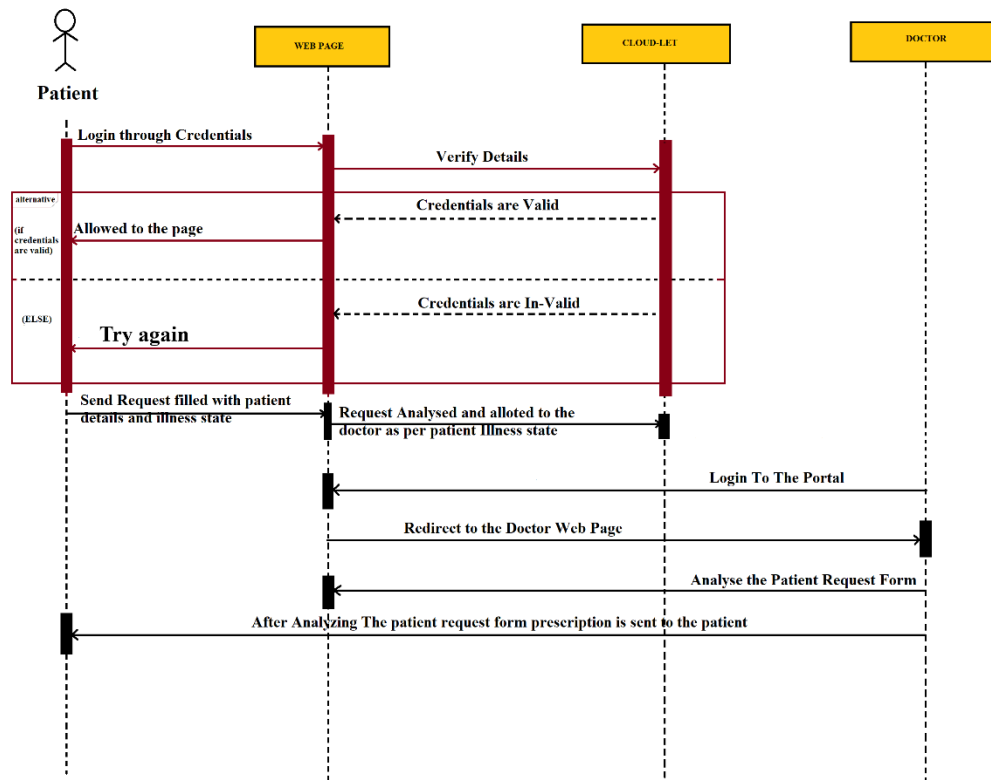 WEB PAGE
CLOUD-LET
DOCTOR
Patient
Login through Credentials
Verify Details
alternative
Credentials are Valid
(if
credentials
are valid)
Allowed to the page
Credentials are In-Valid
(ELSE)
Try again
Send Request filled with patient
details and illness state
Request Analysed and alloted to the
doctor as per patient Illness state
Login To The Portal
Redirect to the Doctor Web Page
Analyse the Patient Request Form
After Analyzing The patient request form prescription is sent to the patient